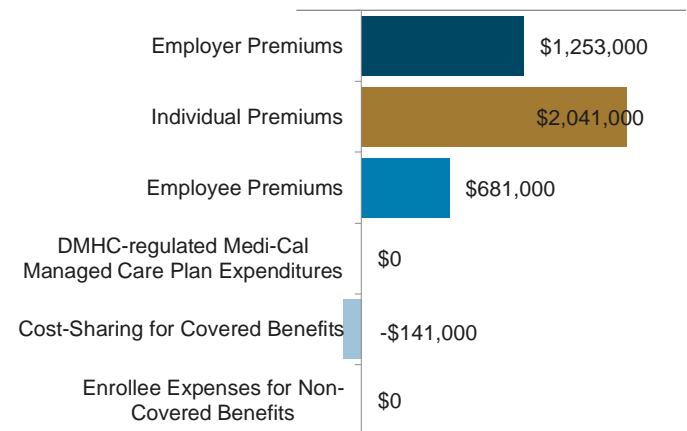 Employer Premiums
$1,253,000
Individual Premiums
$2,041,000
Employee Premiums
$681,000
DMHC-regulated Medi-Cal
Managed Care Plan Expenditures
$0
Cost-Sharing for Covered Benefits
-$141,000
Enrollee Expenses for Non-
Covered Benefits
$0